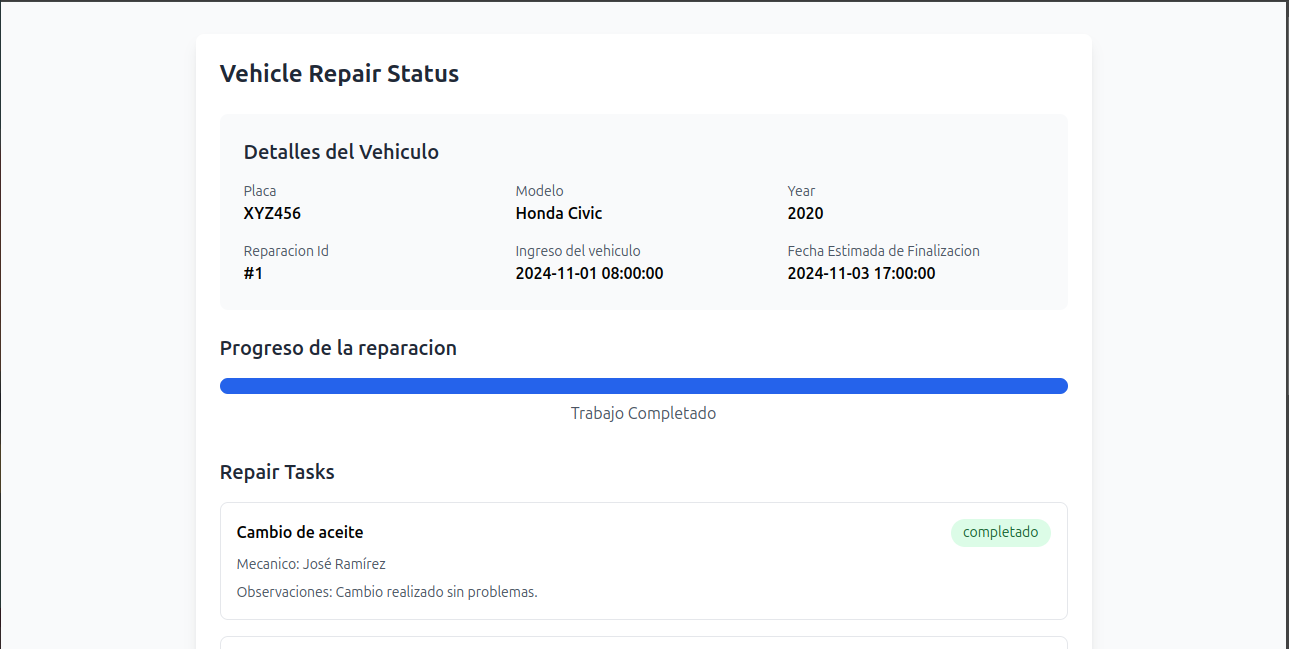 Vehicle Repair Status
Detalles del Vehiculo
Placa Modelo Year
XYZ456 Honda Civic 2020
Reparacion Id Ingreso del vehiculo Fecha Estimada de Finalizacion
#1 2024-11-01 08:00:00 2024-11-03 17:00:00
Progreso de la reparacion
Trabajo Completado
Repair Tasks
Cambio de aceite completado
Mecanico: José Ramírez
Observaciones: Cambio realizado sin problemas.